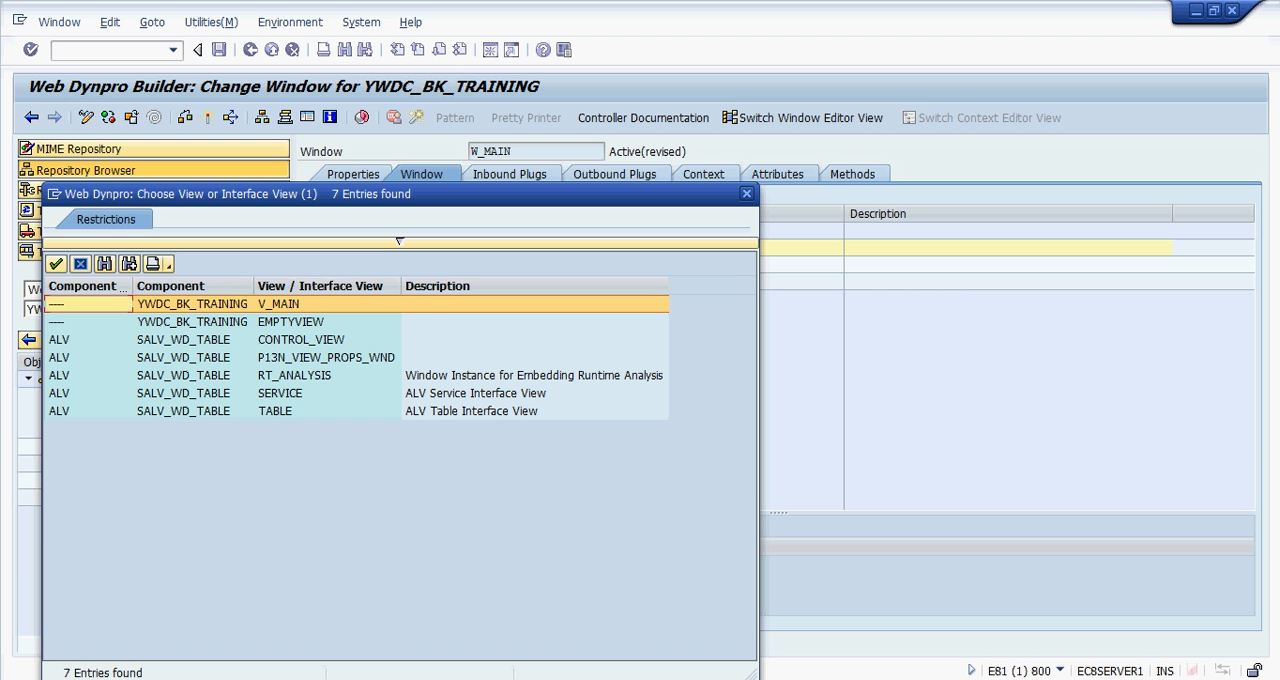 Window Edit Goto Utilities(M) Environment System Help
Web Dynpro Builder: Change Window for YWDC_BK_TRAINING
Pattern Pretty Printer Controller Documentation Switch Window Editor View Switch Context Editor View
MIME Repository
Repository Browser
Window W_MAIN Active(revised)
Properties Window Inbound Plugs Outbound Plugs Context Attributes Methods
Description
Web Dynpro: Choose View or Interface View (1) 7 Entries found
Restrictions
Component ... Component View / Interface View Description
---- YWDC_BK_TRAINING V_MAIN
---- YWDC_BK_TRAINING EMPTYVIEW
ALV SALV_WD_TABLE CONTROL_VIEW
ALV SALV_WD_TABLE P13N_VIEW_PROPS_WND
ALV SALV_WD_TABLE RT_ANALYSIS Window Instance for Embedding Runtime Analysis
ALV SALV_WD_TABLE SERVICE ALV Service Interface View
ALV SALV_WD_TABLE TABLE ALV Table Interface View
7 Entries found
E81 (1) 800 EC8SERVER1 INS